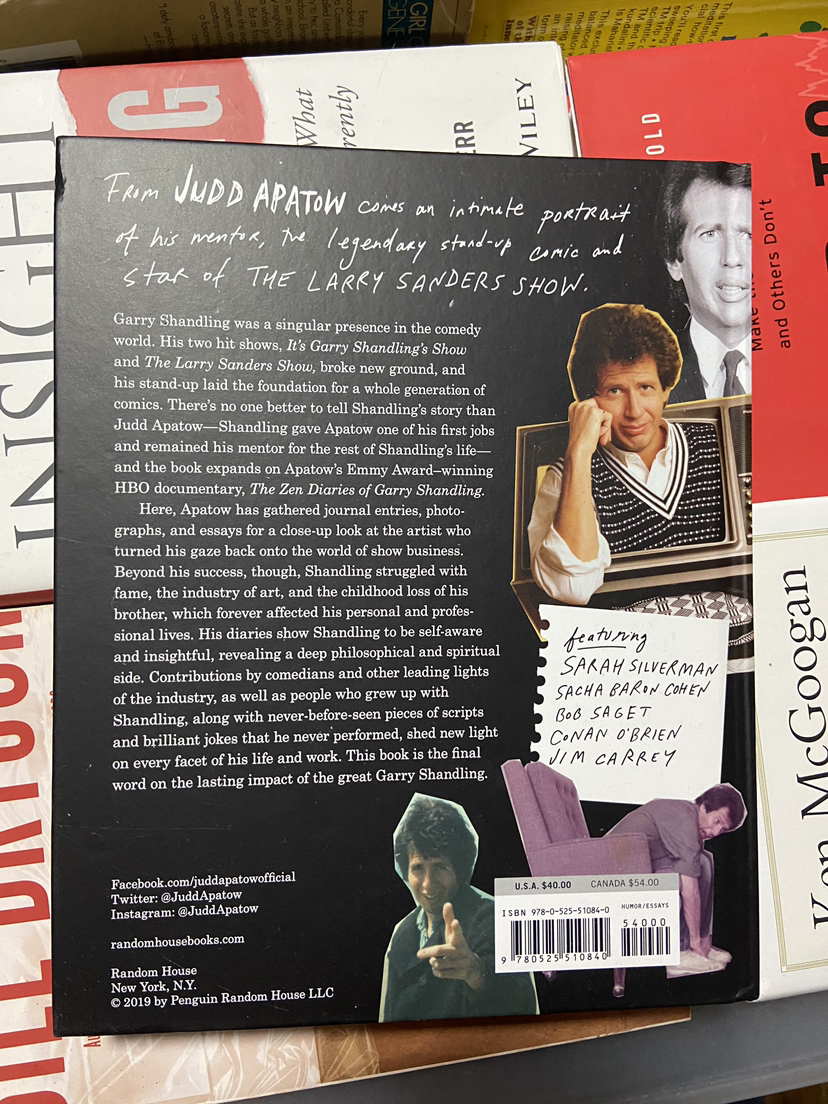 From JUDD APATOW comes an intimate portrait
of his mentor, the legendary stand-up comic and
star of THE LARRY SANDERS SHOW.
Garry Shandling was a singular presence in the comedy
world. His two hit shows, It's Garry Shandling's Show
and The Larry Sanders Show, broke new ground, and
his stand-up laid the foundation for a whole generation of
comics. There's no one better to tell Shandling's story than
Judd Apatow—Shandling gave Apatow one of his first jobs
and remained his mentor for the rest of Shandling's life—
and the book expands on Apatow's Emmy Award–winning
HBO documentary, The Zen Diaries of Garry Shandling.
Here, Apatow has gathered journal entries, photo-
graphs, and essays for a close-up look at the artist who
turned his gaze back onto the world of show business.
Beyond his success, though, Shandling struggled with
fame, the industry of art, and the childhood loss of his
brother, which forever affected his personal and profes-
sional lives. His diaries show Shandling to be self-aware
and insightful, revealing a deep philosophical and spiritual
side. Contributions by comedians and other leading lights
of the industry, as well as people who grew up with
Shandling, along with never-before-seen pieces of scripts
and brilliant jokes that he never performed, shed new light
on every facet of his life and work. This book is the final
word on the lasting impact of the great Garry Shandling.
featuring
SARAH SILVERMAN
SACHA BARON COHEN
BOB SAGET
CONAN O'BRIEN
JIM CARREY
Facebook.com/juddapatowofficial
Twitter: @JuddApatow
Instagram: @JuddApatow
randomhousebooks.com
Random House
New York, N.Y.
© 2019 by Penguin Random House LLC
U.S.A. $40.00 CANADA $54.00
ISBN 978-0-525-51084-0
HUMOR/ESSAYS
54000
9 780525 510840
INSIGH
G
What
rently
RR
WILEY
OLD
Make the
and Others Don't
Ken McGoogan
GIRL
GENE